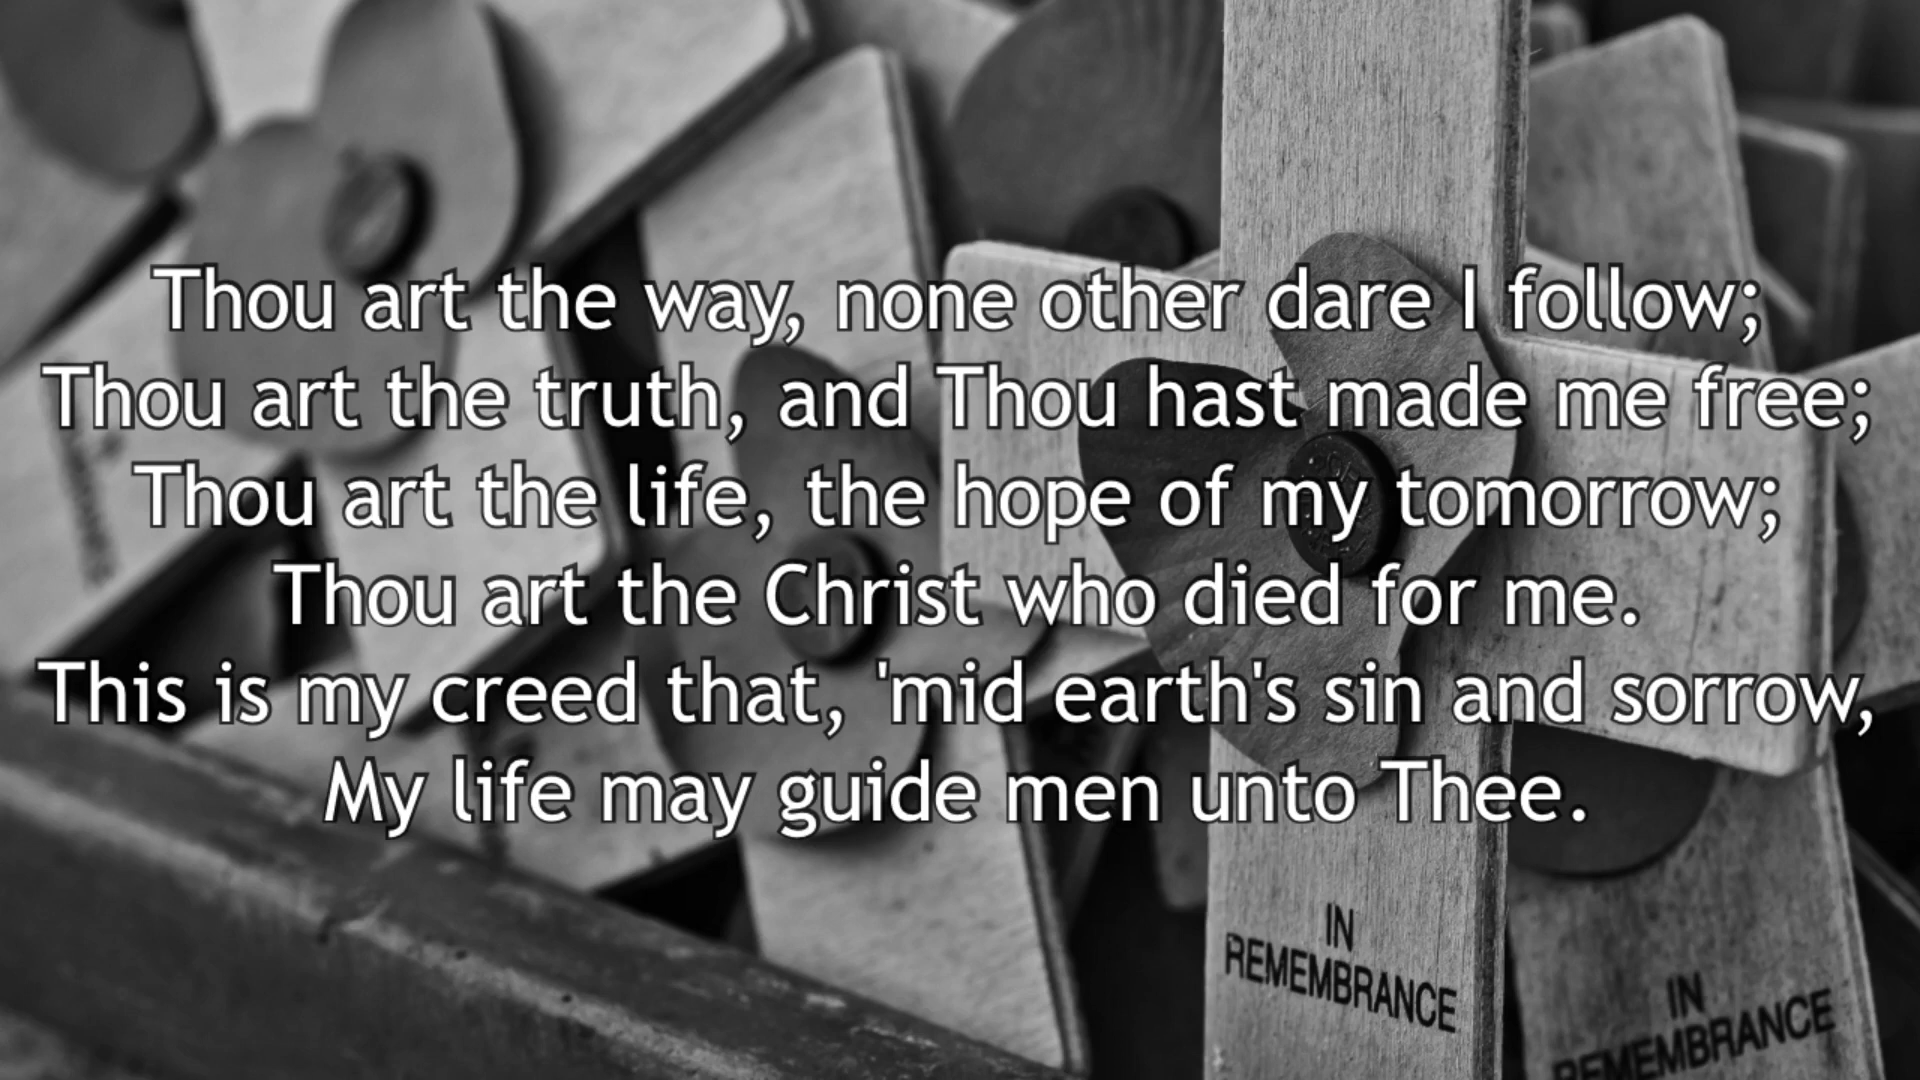 Thou art the way, none other dare I follow;
Thou art the truth, and Thou hast made me free;
Thou art the life, the hope of my tomorrow;
Thou art the Christ who died for me.
This is my creed that, 'mid earth's sin and sorrow,
My life may guide men unto Thee.
IN
REMEMBRANCE
IN
REMEMBRANCE